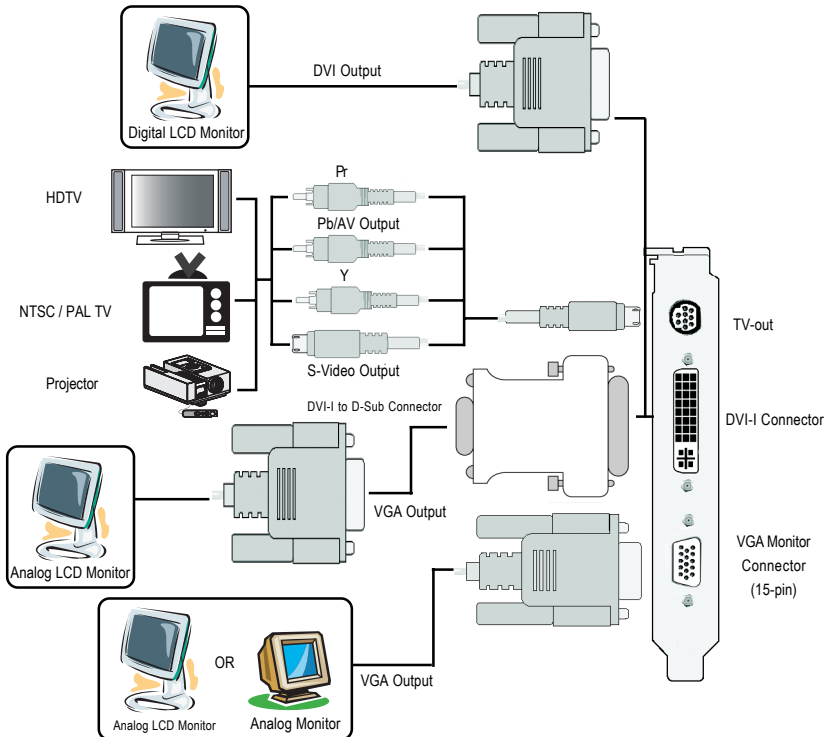 DVI Output
Digital LCD Monitor
HDTV
Pr
Pb/AV Output
Y
NTSC / PAL TV
TV-out
S-Video Output
Projector
DVI-I to D-Sub Connector
DVI-I Connector
VGA Output
Analog LCD Monitor
VGA Monitor
Connector
(15-pin)
OR
VGA Output
Analog LCD Monitor
Analog Monitor